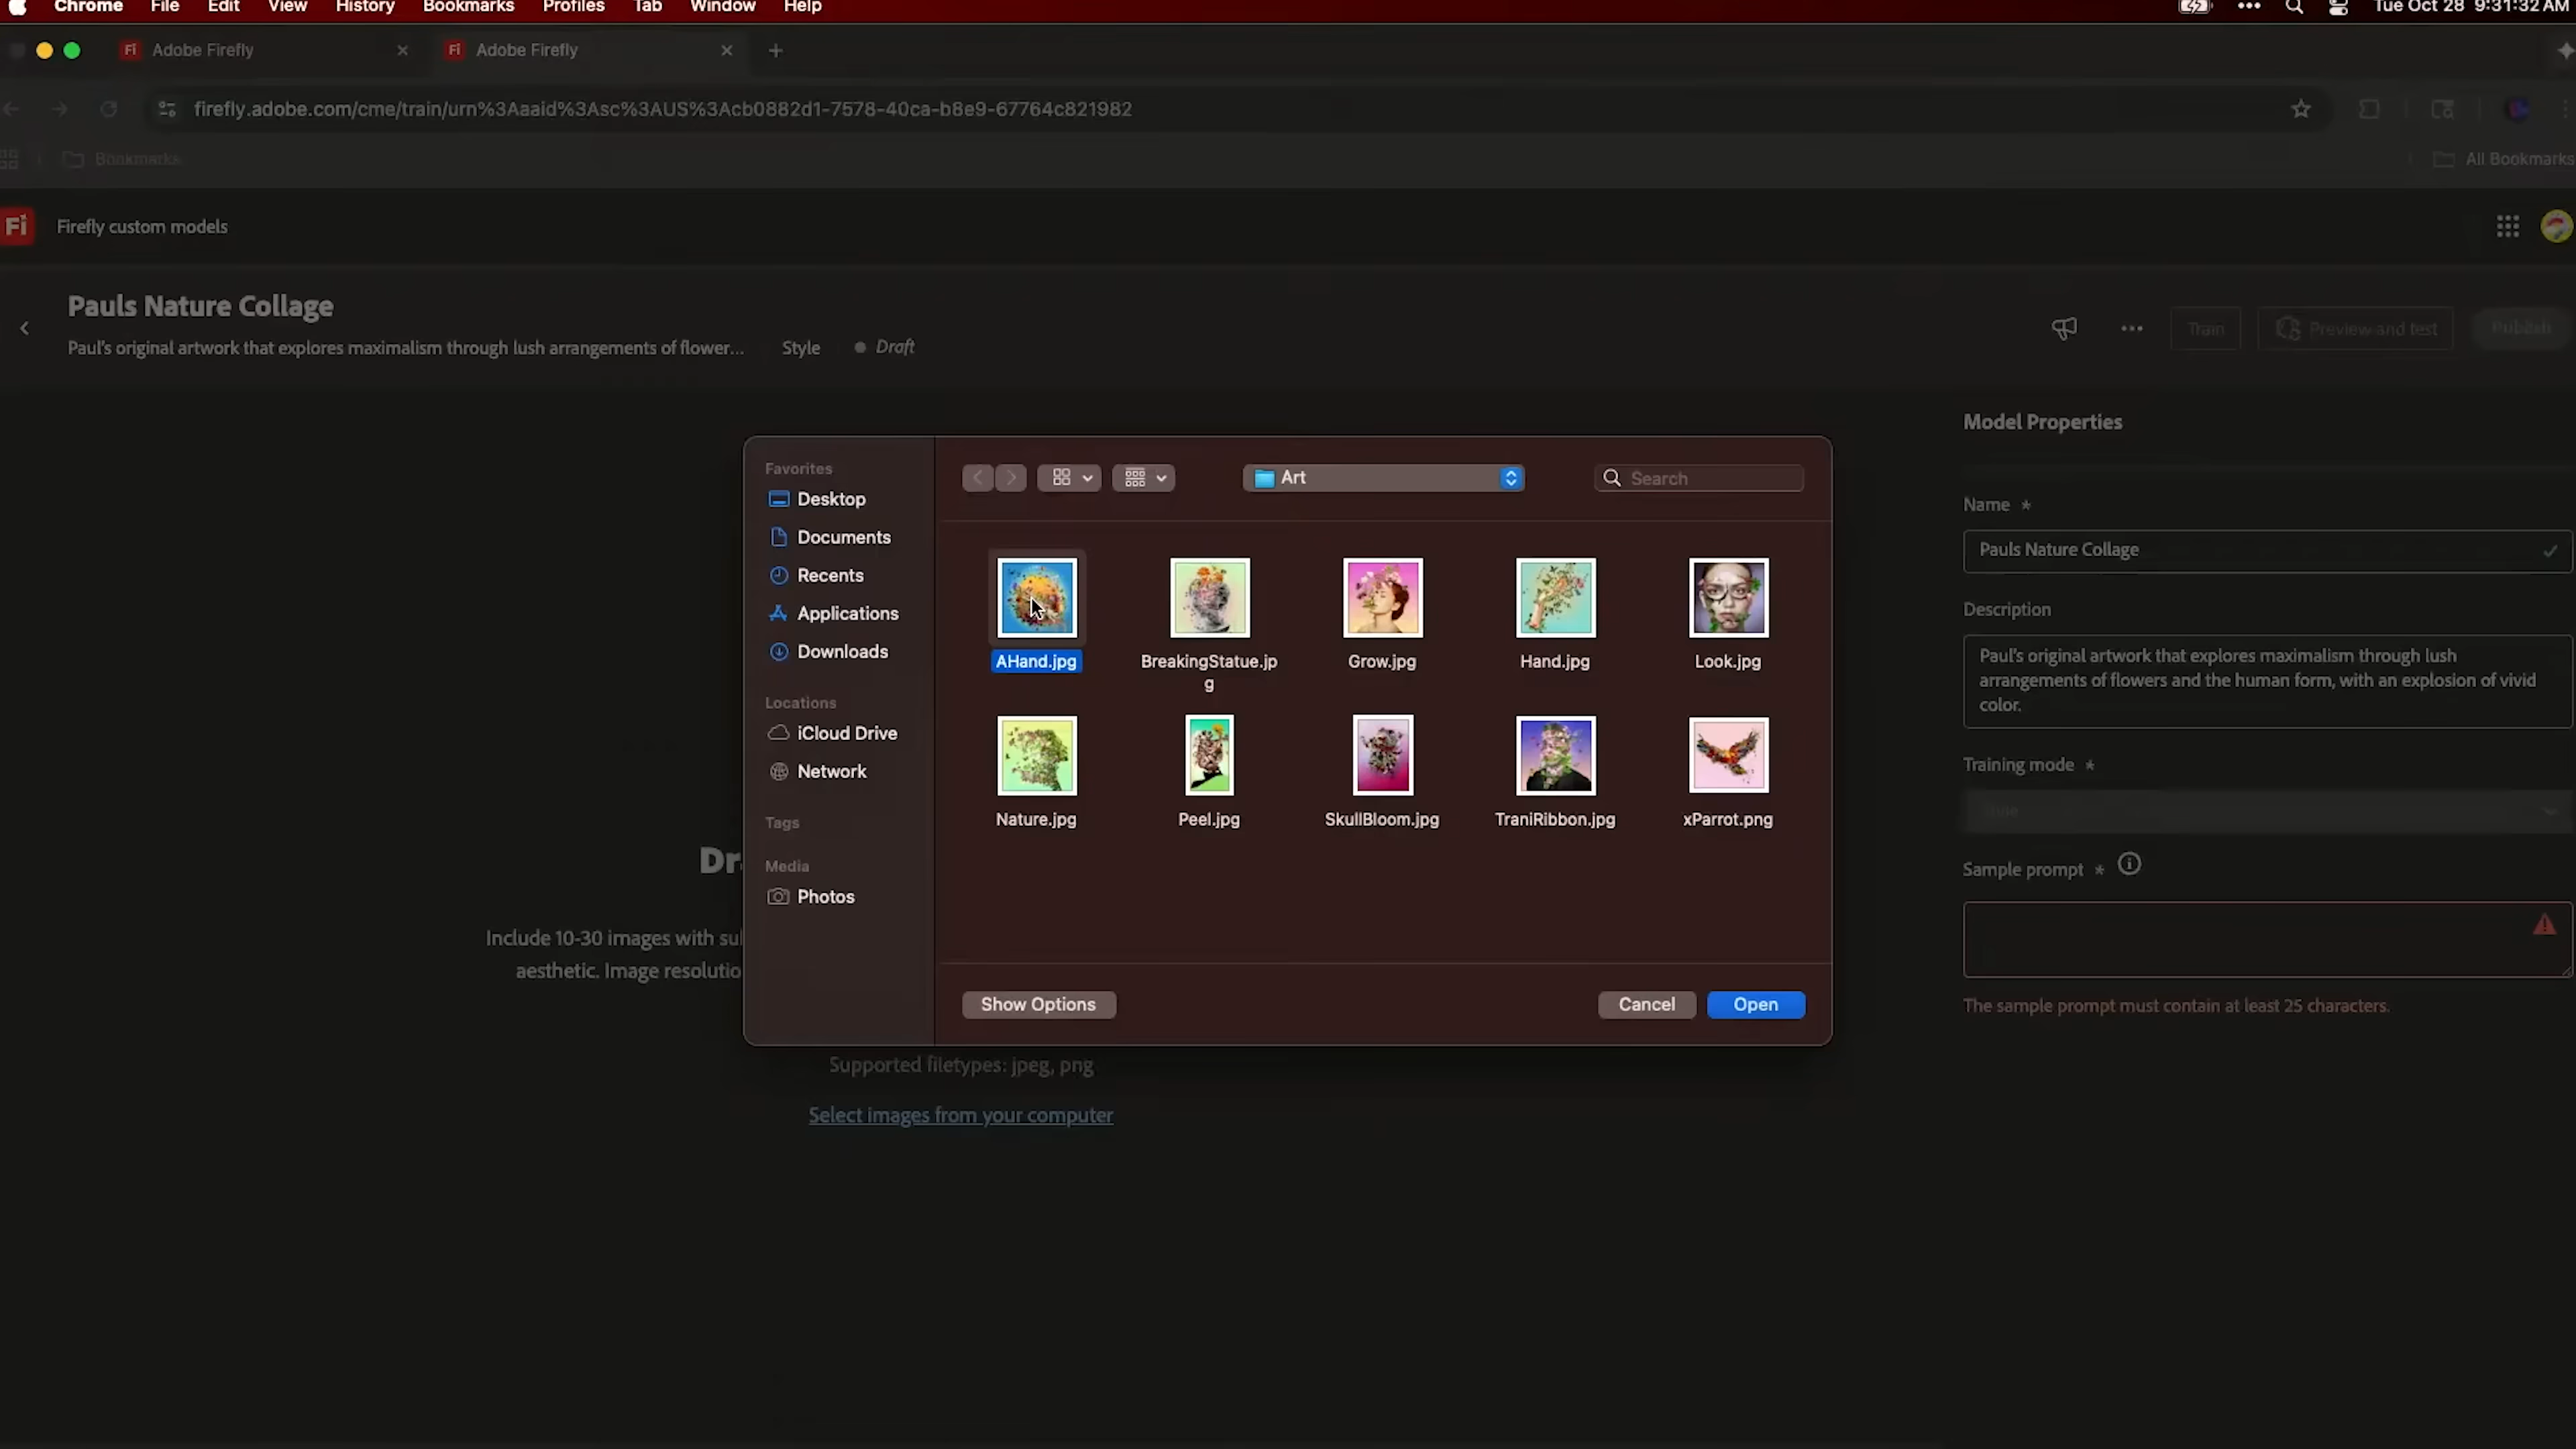 Chrome File Edit View History Bookmarks Profiles Tab Window Help
Tue Oct 28 9:31:32 AM
Adobe Firefly
Adobe Firefly
firefly.adobe.com/cme/train/urn%3Aaaid%3Asc%3AUS%3Acb0882d1-7578-40ca-b8e9-67764c821982
Bookmarks
All Bookmarks
Fi
Firefly custom models
Pauls Nature Collage
Paul's original artwork that explores maximalism through lush arrangements of flower...
Style
Draft
Train
Preview and test
Publish
Favorites
Desktop
Documents
Recents
Applications
Downloads
Locations
iCloud Drive
Network
Tags
Media
Photos
Art
Search
AHand.jpg
BreakingStatue.jp
g
Grow.jpg
Hand.jpg
Look.jpg
Nature.jpg
Peel.jpg
SkullBloom.jpg
TraniRibbon.jpg
xParrot.png
Show Options
Cancel
Open
Include 10-30 images with
aesthetic. Image
Supported filetypes: jpeg, png
Select images from your computer
Model Properties
Name *
Pauls Nature Collage
Description
Paul's original artwork that explores maximalism through lush
arrangements of flowers and the human form, with an explosion of vivid
color.
Training mode *
Sample prompt *
The sample prompt must contain at least 25 characters.